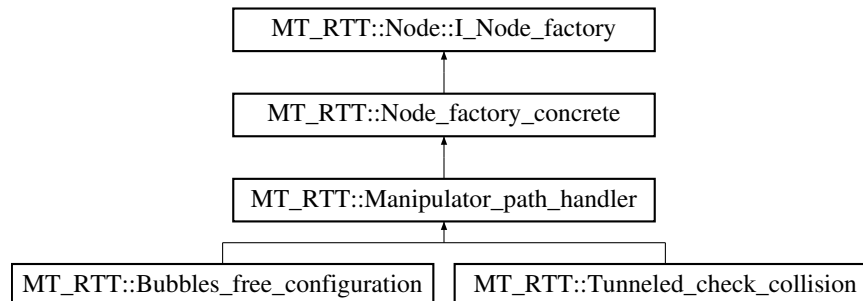 MT_RTT::Node::I_Node_factory
MT_RTT::Node_factory_concrete
MT_RTT::Manipulator_path_handler
MT_RTT::Bubbles_free_configuration
MT_RTT::Tunneled_check_collision